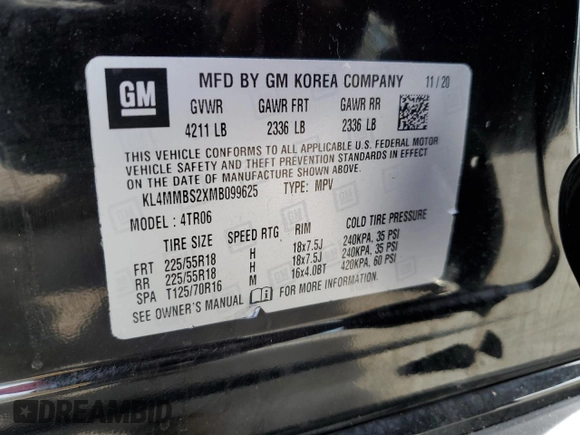 GM
MFD BY GM KOREA COMPANY 11/20
GVWR GAWR FRT GAWR RR
4211 LB 2336 LB 2336 LB
THIS VEHICLE CONFORMS TO ALL APPLICABLE U.S. FEDERAL MOTOR
VEHICLE SAFETY AND THEFT PREVENTION STANDARDS IN EFFECT ON
THE DATE OF MANUFACTURE SHOWN ABOVE.
KL4MMBS2XMB099625 TYPE: MPV
MODEL: 4TR06
TIRE SIZE SPEED RTG RIM COLD TIRE PRESSURE
FRT 225/55R18 H 18x7.5J 240KPA, 35 PSI
RR 225/55R18 H 18x7.5J 240KPA, 35 PSI
SPA T125/70R16 M 16x4.0BT 420KPA, 60 PSI
SEE OWNER'S MANUAL FOR MORE INFORMATION.
DREAMBID